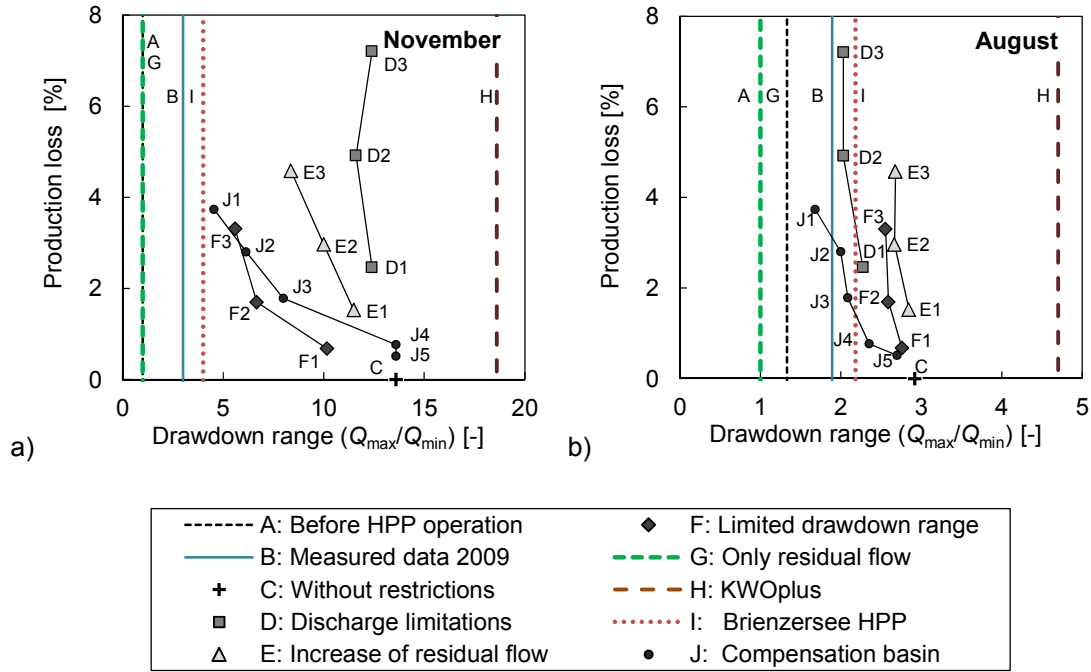 8
6
4
2
0
Production loss [%]
November
A
G
B
I
H
D3
D2
D1
E3
E2
E1
J1
F3
J2
J3
F2
F1
J4
J5
C
0
5
10
15
20
Drawdown range (Qmax/Qmin) [-]
a)
8
6
4
2
0
Production loss [%]
August
A
G
B
I
H
D3
D2
D1
E3
E2
E1
J1
F3
J2
J3
F2
J4
F1
J5
C
0
1
2
3
4
5
Drawdown range (Qmax/Qmin) [-]
b)
A: Before HPP operation
B: Measured data 2009
C: Without restrictions
D: Discharge limitations
E: Increase of residual flow
F: Limited drawdown range
G: Only residual flow
H: KWOplus
I: Brienzersee HPP
J: Compensation basin